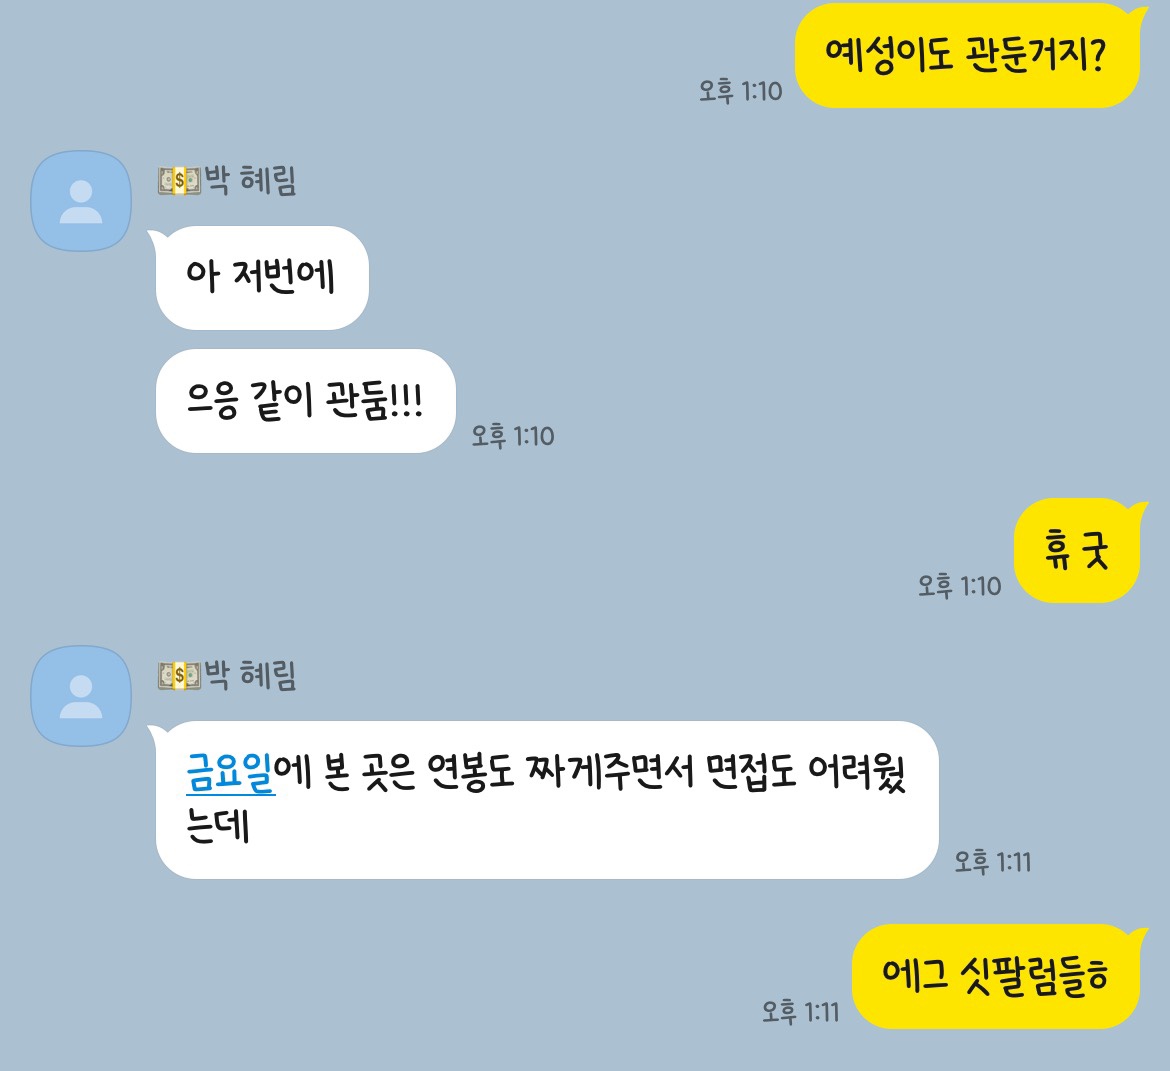 예성이도 관둔거지?
오후 1:10
💵박 혜림
아 저번에
으응 같이 관둠!!!
오후 1:10
휴 굿
오후 1:10
💵박 혜림
금요일에 본 곳은 연봉도 짜게주면서 면접도 어려웠
는데
오후 1:11
에그 싯팔럼들ㅎ
오후 1:11